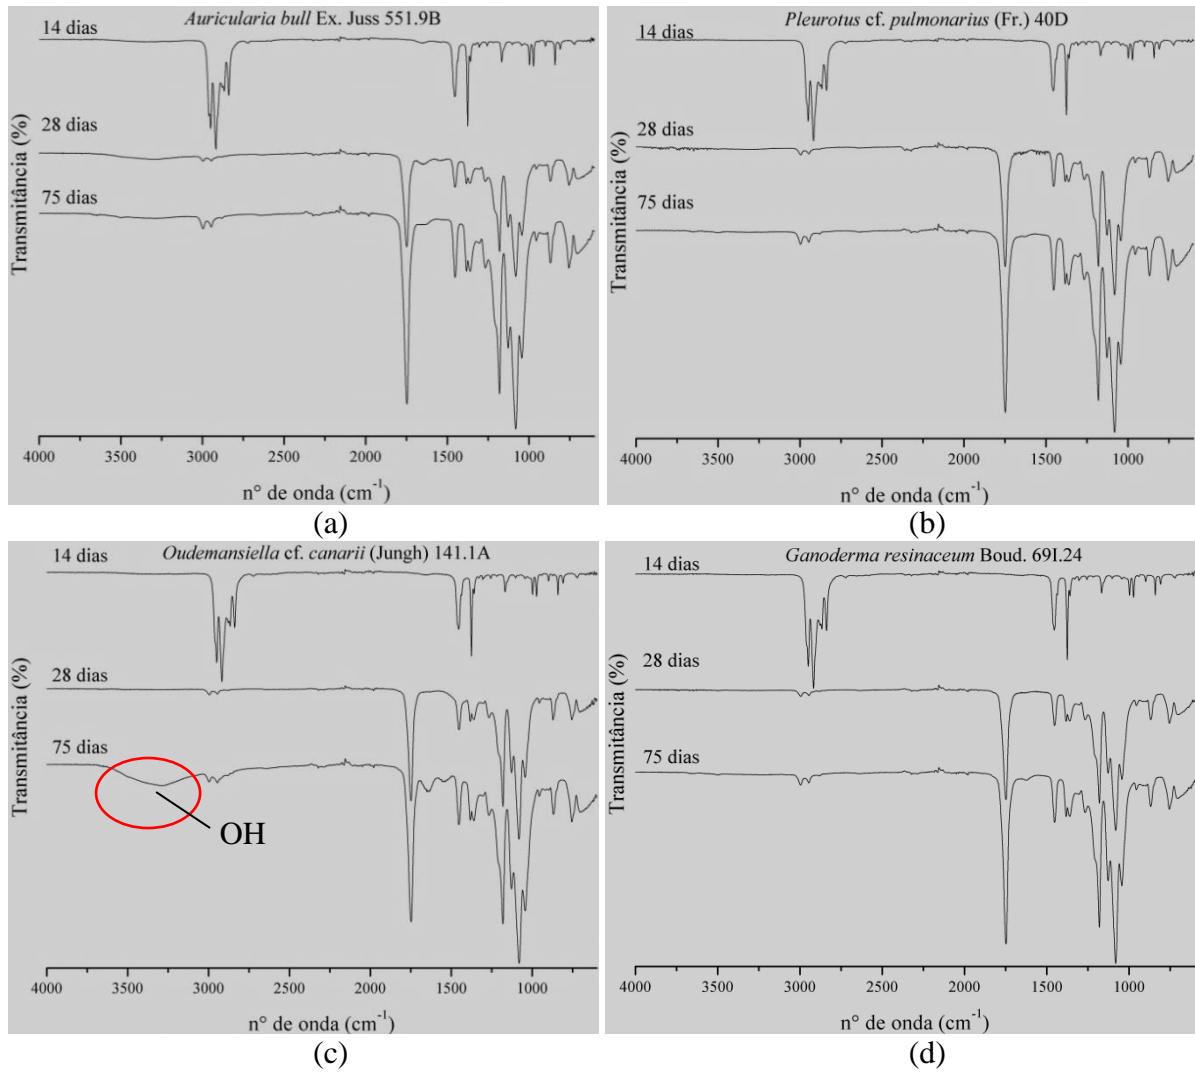 Auricularia bull Ex. Juss 551.9B
14 dias
28 dias
75 dias
Transmitância (%)
4000 3500 3000 2500 2000 1500 1000
n° de onda (cm-1)
(a)
Pleurotus cf. pulmonarius (Fr.) 40D
14 dias
28 dias
75 dias
Transmitância (%)
4000 3500 3000 2500 2000 1500 1000
n° de onda (cm-1)
(b)
Oudemansiella cf. canarii (Jungh) 141.1A
14 dias
28 dias
75 dias
OH
Transmitância (%)
4000 3500 3000 2500 2000 1500 1000
n° de onda (cm-1)
(c)
Ganoderma resinaceum Boud. 69I.24
14 dias
28 dias
75 dias
Transmitância (%)
4000 3500 3000 2500 2000 1500 1000
n° de onda (cm-1)
(d)